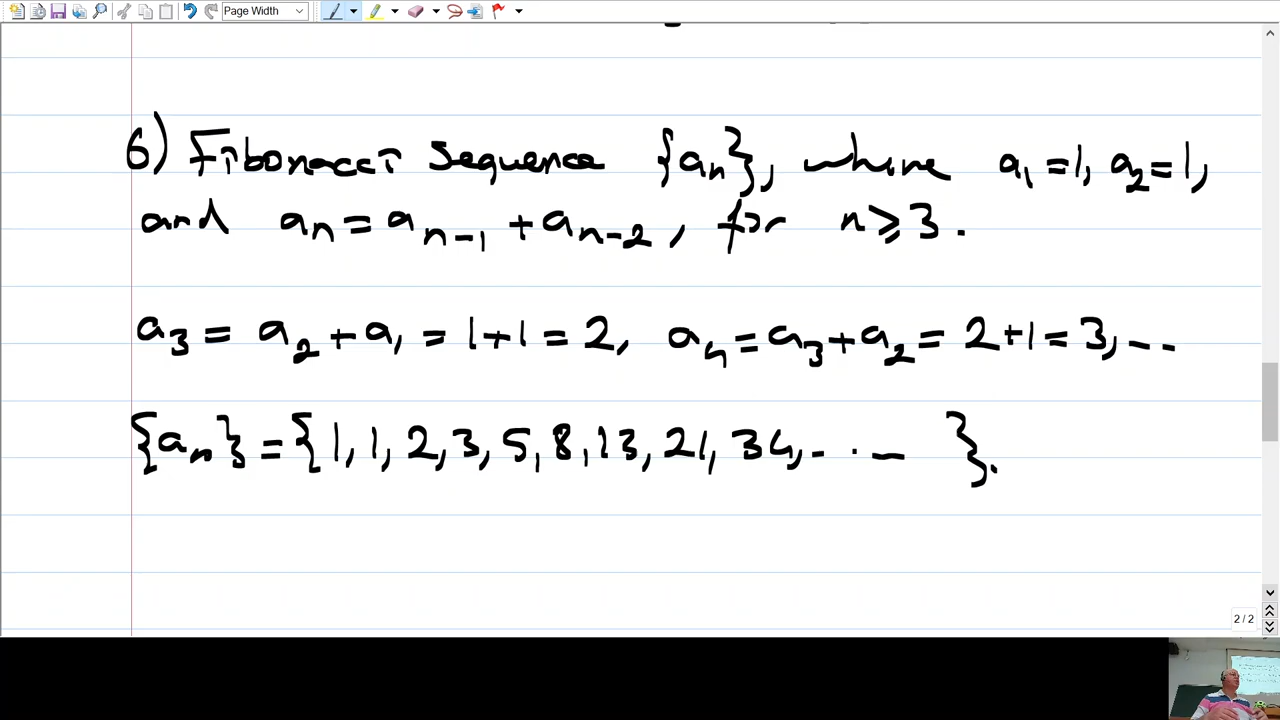 Page Width
6) Fibonacci Sequence {aₙ}, where a₁ = 1, a₂ = 1,
and aₙ = aₙ₋₁ + aₙ₋₂, for n ≥ 3.
a₃ = a₂ + a₁ = 1+1 = 2, a₄ = a₃ + a₂ = 2+1 = 3, ...
{aₙ} = {1, 1, 2, 3, 5, 8, 13, 21, 34, ... }.
2 / 2